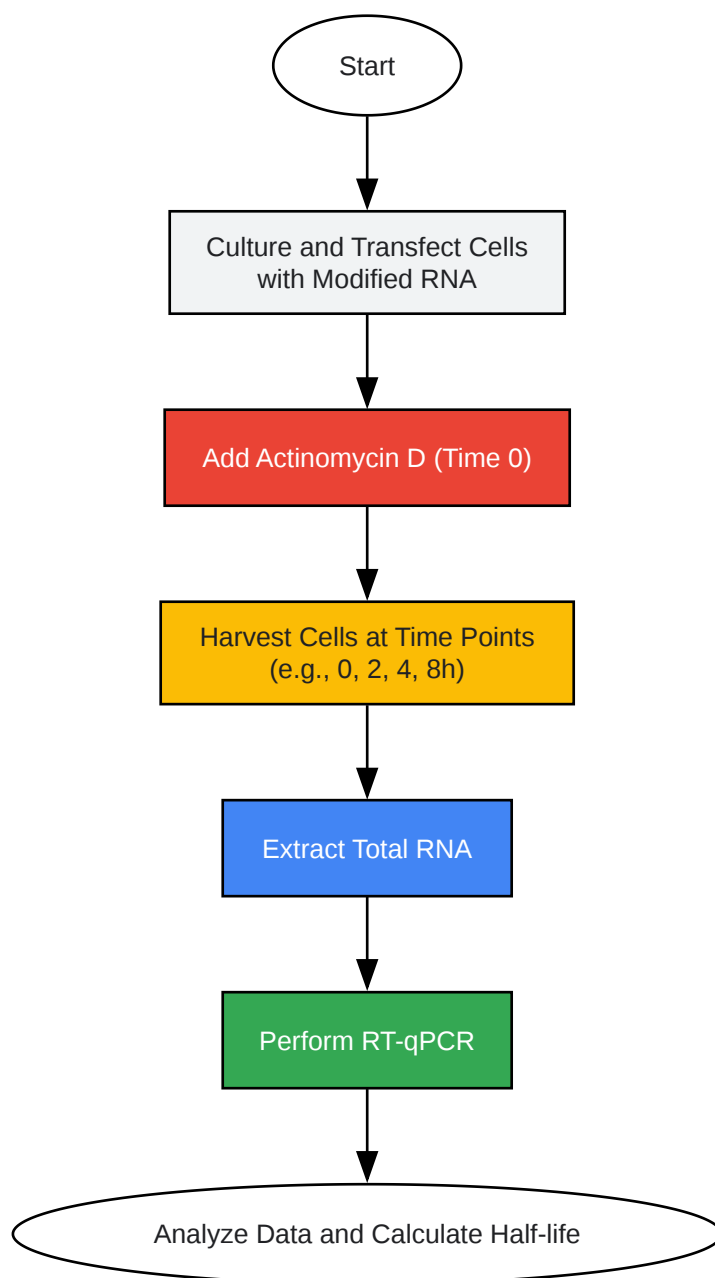 Start
Culture and Transfect Cells
with Modified RNA
Add Actinomycin D (Time 0)
Harvest Cells at Time Points
(e.g., 0, 2, 4, 8h)
Extract Total RNA
Perform RT-qPCR
Analyze Data and Calculate Half-life